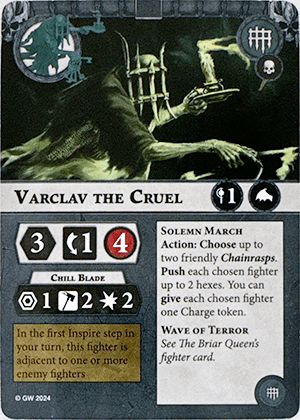 VARCLAV THE CRUEL
1
3
1
4
CHILL BLADE
1
2
2
In the first Inspire step in
your turn, this fighter is
adjacent to one or more
enemy fighters
SOLEMN MARCH
Action: Choose up to
two friendly Chainrasps.
Push each chosen fighter
up to 2 hexes. You can
give each chosen fighter
one Charge token.
WAVE OF TERROR
See The Briar Queen's
fighter card.
© GW 2024